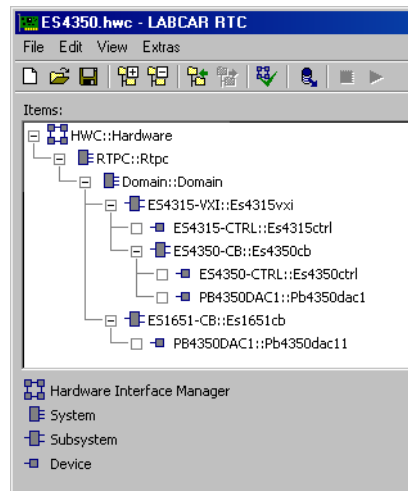 ES4350.hwc - LABCAR RTC
File Edit View Extras
Items:
HWC::Hardware
RTPC::Rtpc
Domain::Domain
ES4315-VXI::Es4315vxi
ES4315-CTRL::Es4315ctrl
ES4350-CB::Es4350cb
ES4350-CTRL::Es4350ctrl
PB4350DAC1::Pb4350dac1
ES1651-CB::Es1651cb
PB4350DAC1::Pb4350dac11
Hardware Interface Manager
System
Subsystem
Device